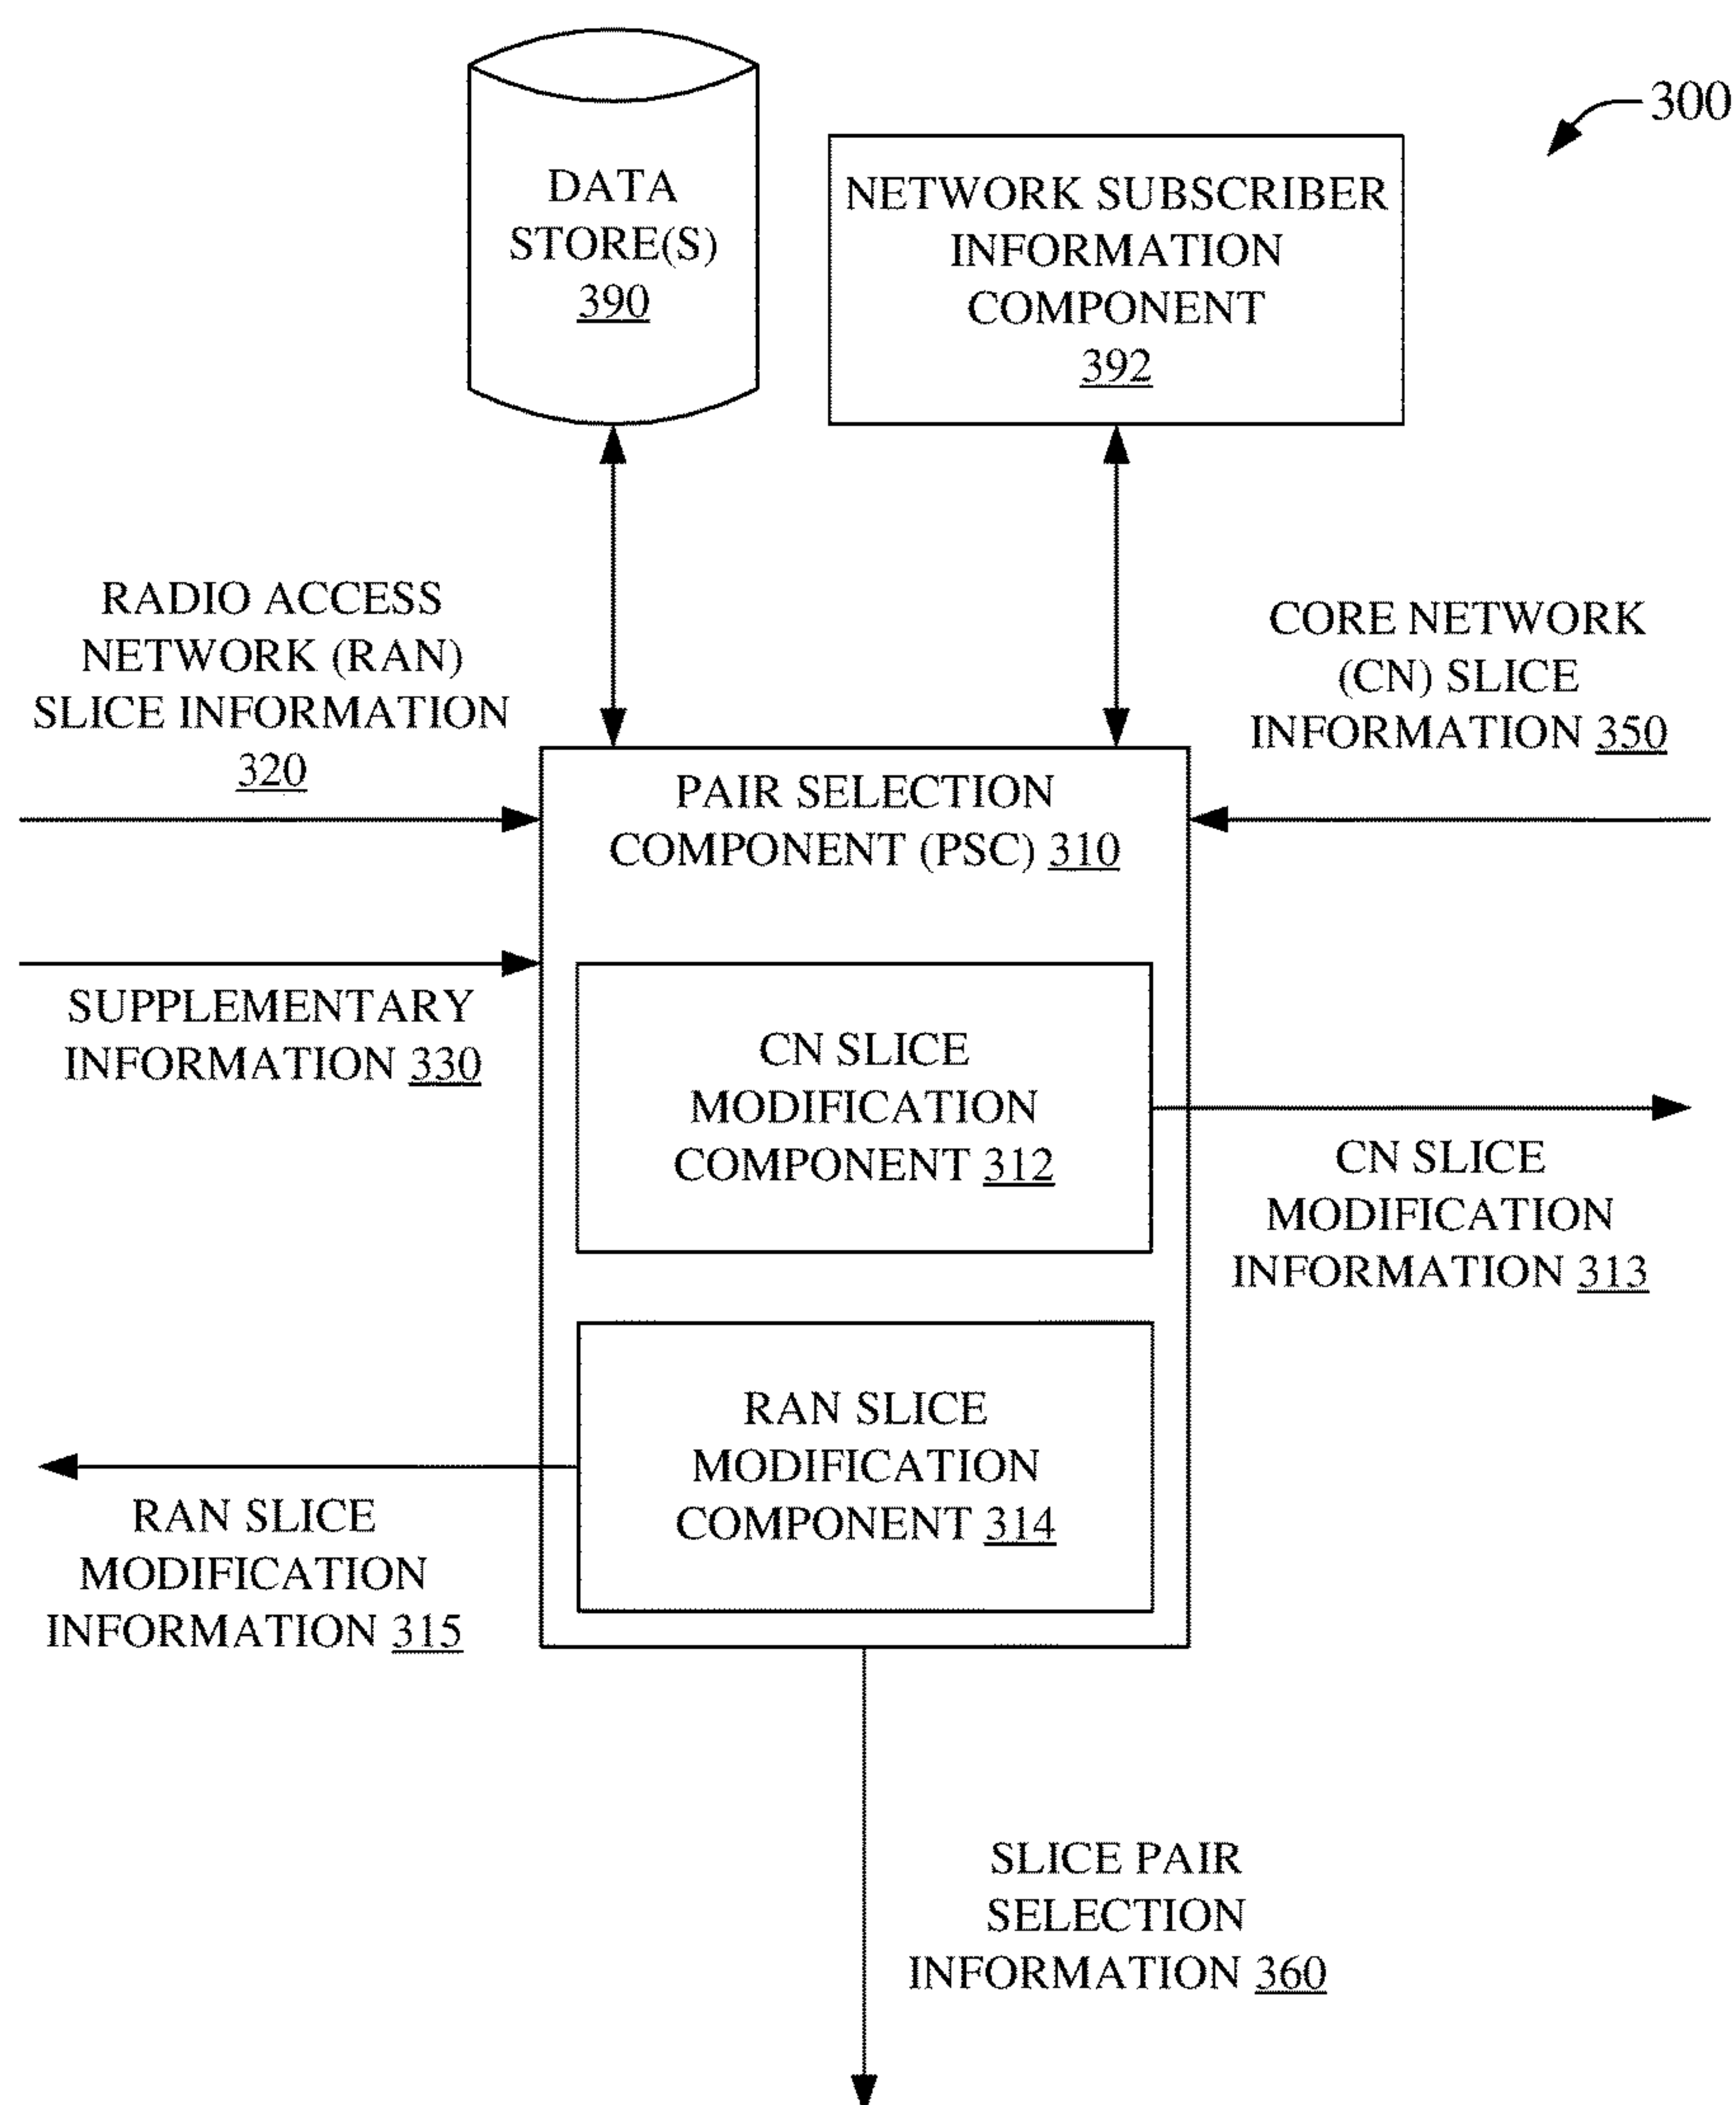 300
DATA
STORE(S)
390
NETWORK SUBSCRIBER
INFORMATION
COMPONENT
392
RADIO ACCESS
NETWORK (RAN)
SLICE INFORMATION
320
CORE NETWORK
(CN) SLICE
INFORMATION 350
PAIR SELECTION
COMPONENT (PSC) 310
SUPPLEMENTARY
INFORMATION 330
CN SLICE
MODIFICATION
COMPONENT 312
CN SLICE
MODIFICATION
INFORMATION 313
RAN SLICE
MODIFICATION
COMPONENT 314
RAN SLICE
MODIFICATION
INFORMATION 315
SLICE PAIR
SELECTION
INFORMATION 360